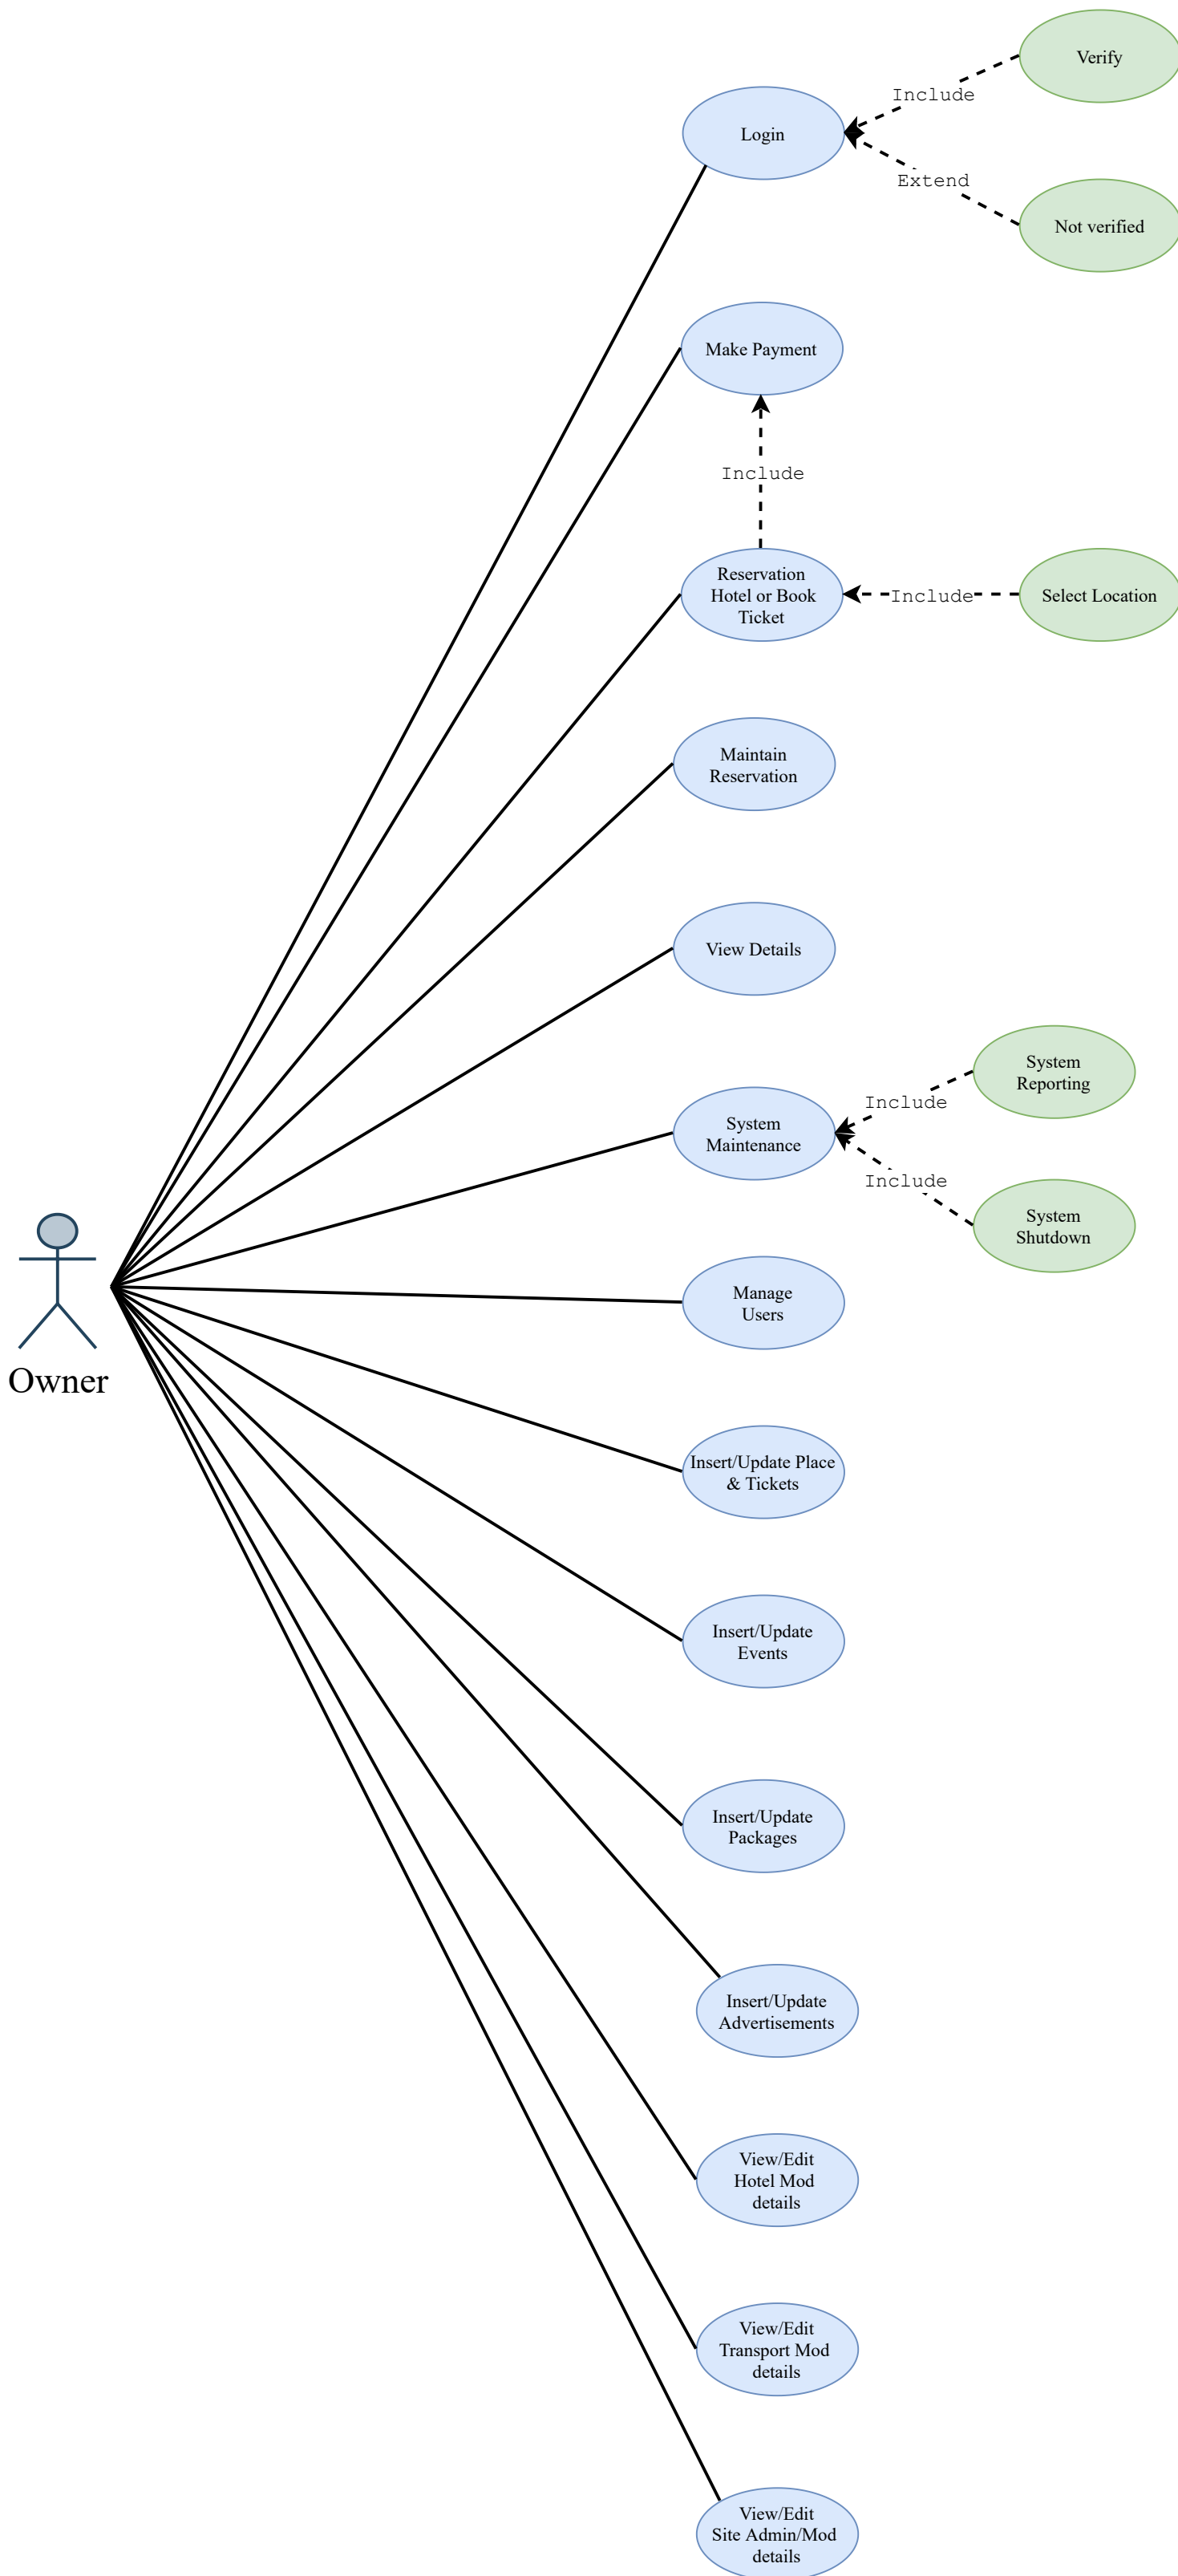 Verify
Include
Login
Extend
Not verified
Make Payment
Include
Reservation
Hotel or Book
Ticket
Include
Select Location
Maintain
Reservation
View Details
System
Reporting
Include
System
Maintenance
Include
System
Shutdown
Manage
Users
Owner
Insert/Update Place
& Tickets
Insert/Update
Events
Insert/Update
Packages
Insert/Update
Advertisements
View/Edit
Hotel Mod
details
View/Edit
Transport Mod
details
View/Edit
Site Admin/Mod
details